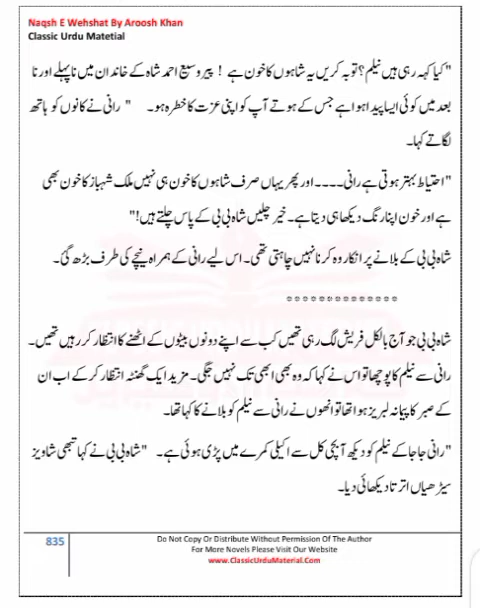 Naqsh E Wehshat By Aroosh Khan
Classic Urdu Matetial
"کیا کہہ رہی ہیں نیلم؟ توبہ کریں یہ شاہوں کا خون ہے ! پیر وسیع احمد شاہ کے خاندان میں نا پہلے اور نا
بعد میں کوئی ایسا پیدا ہوا ہے جس کے ہوتے آپ کو اپنی عزت کا خطرہ ہو۔ " رانی نے کانوں کو ہاتھ
لگاتے کہا۔
"احتیاط بہتر ہوتی ہے رانی۔۔۔۔ اور پھر یہاں صرف شاہوں کا خون ہی نہیں ملک شہباز کا خون بھی
ہے اور خون اپنا رنگ دیکھا ہی دیتا ہے۔ خیر چلیں شاہ بی بی کے پاس چلتے ہیں!"
شاہ بی بی کے بلانے پر انکار وہ کرنا نہیں چاہتی تھی۔ اس لیے رانی کے ہمراہ نیچے کی طرف بڑھ گئی۔
**************
شاہ بی بی جو آج بالکل فریش لگ رہی تھیں کب سے اپنے دونوں بیٹوں کے اٹھنے کا انتظار کر رہیں تھیں۔
رانی سے نیلم کا پوچھا تو اس نے کہا کہ وہ بھی ابھی تک نہیں جگی۔ مزید ایک گھنٹہ انتظار کر کے اب ان
کے صبر کا پیمانہ لبریز ہوا تھا تو انھوں نے رانی سے نیلم کو بلانے کا کہا تھا۔
"رانی جا جا کے نیلم کو دیکھ آ بچی کل سے اکیلی کمرے میں پڑی ہوئی ہے۔ "شاہ بی بی نے کہا تبھی شاویز
سیڑھیاں اترتا دیکھائی دیا۔
835
Do Not Copy Or Distribute Without Permission Of The Author
For More Novels Please Visit Our Website
www.ClassicUrduMaterial.Com